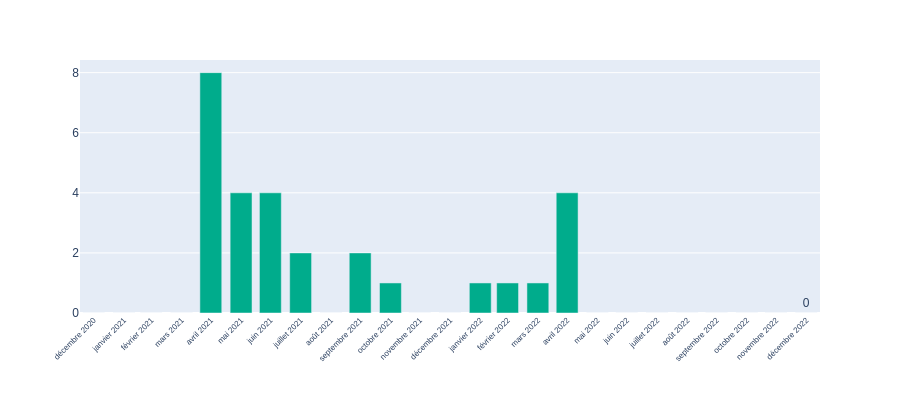 8
6
4
2
0
0
décembre 2020
janvier 2021
février 2021
mars 2021
avril 2021
mai 2021
juin 2021
juillet 2021
août 2021
septembre 2021
octobre 2021
novembre 2021
décembre 2021
janvier 2022
février 2022
mars 2022
avril 2022
mai 2022
juin 2022
juillet 2022
août 2022
septembre 2022
octobre 2022
novembre 2022
décembre 2022